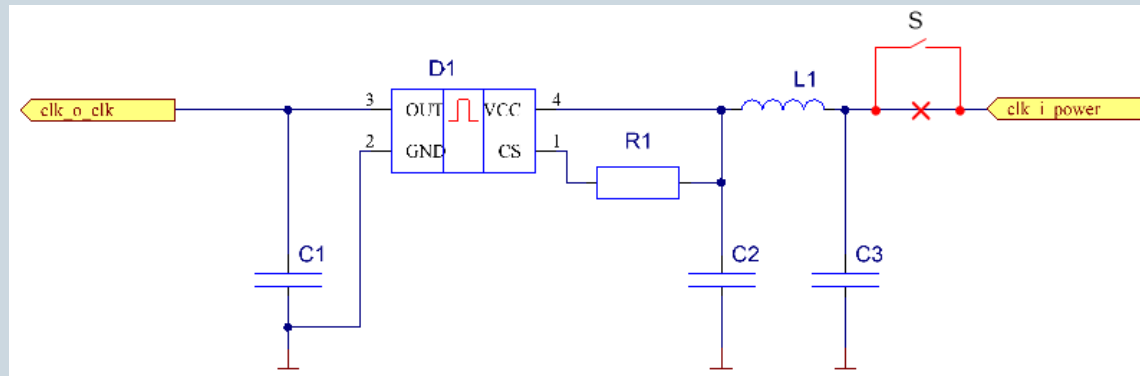 S
D1
L1
clk_o_clk
3
OUT
VCC
4
clk_i_power
2
GND
CS
1
R1
C1
C2
C3